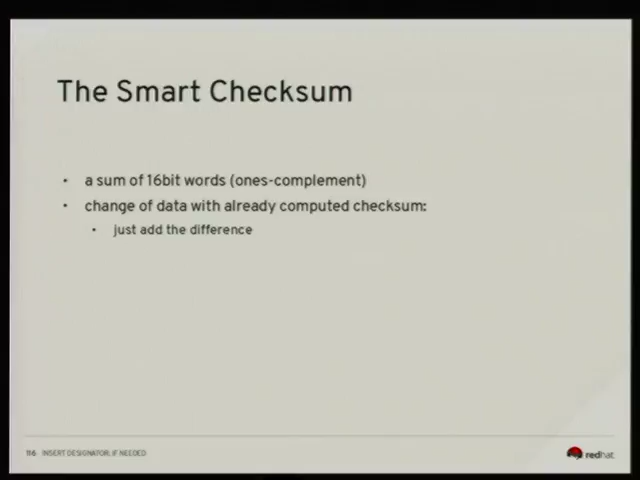 The Smart Checksum
• a sum of 16bit words (ones-complement)
• change of data with already computed checksum:
• just add the difference
116 INSERT DESIGNATOR, IF NEEDED
redhat